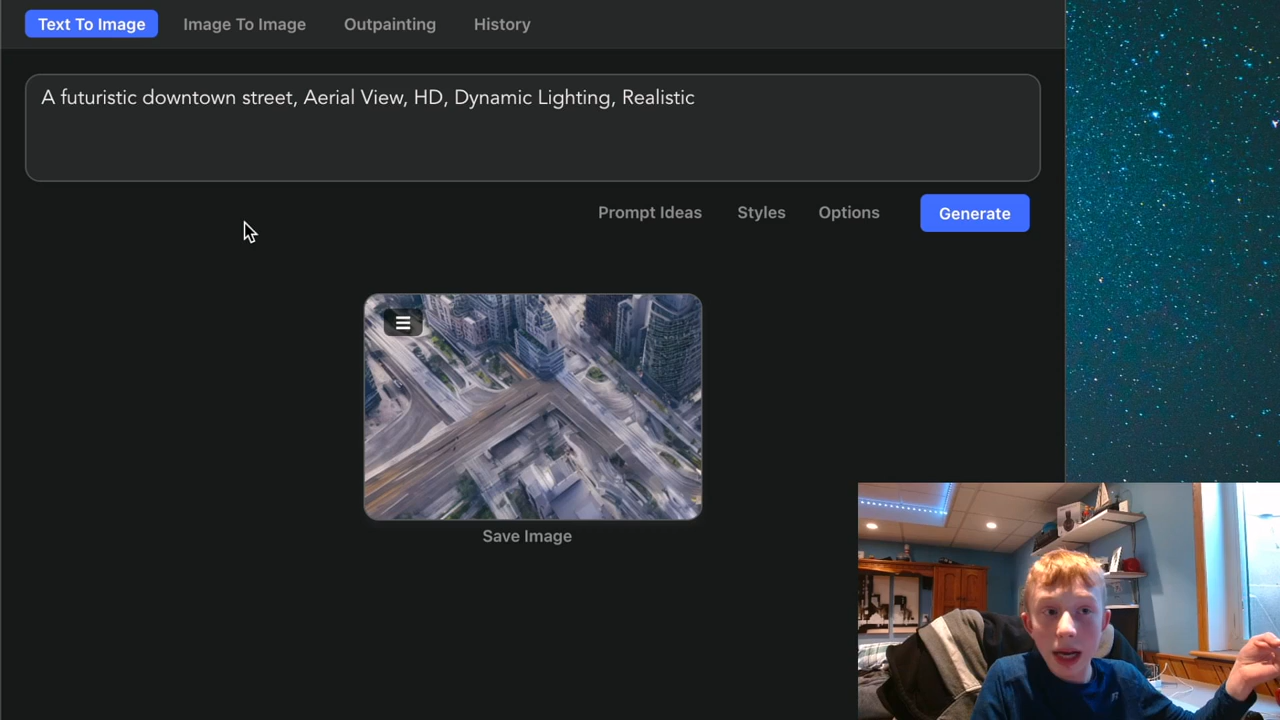 Text To Image
Image To Image
Outpainting
History
A futuristic downtown street, Aerial View, HD, Dynamic Lighting, Realistic
Prompt Ideas
Styles
Options
Generate
Save Image